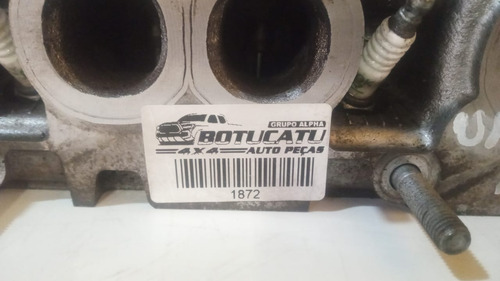 GRUPO ALPHA
BOTUCATU
4X4 AUTO PEÇAS
1872